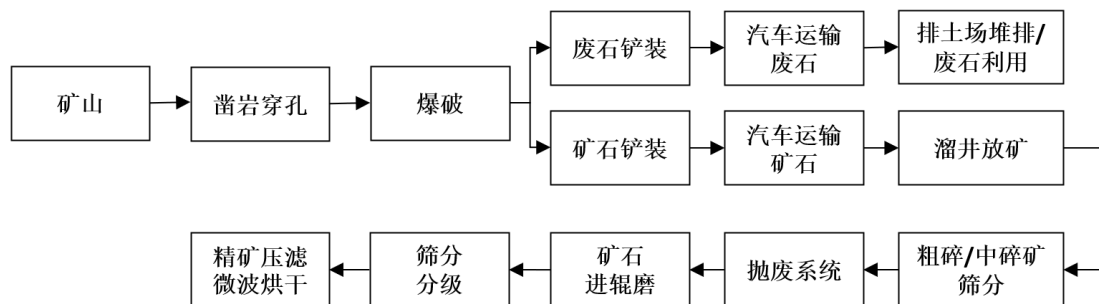 矿山
凿岩穿孔
爆破
废石铲装
汽车运输
废石
排土场堆排/
废石利用
矿石铲装
汽车运输
矿石
溜井放矿
粗碎/中碎矿
筛分
抛废系统
矿石
进辊磨
筛分
分级
精矿压滤
微波烘干